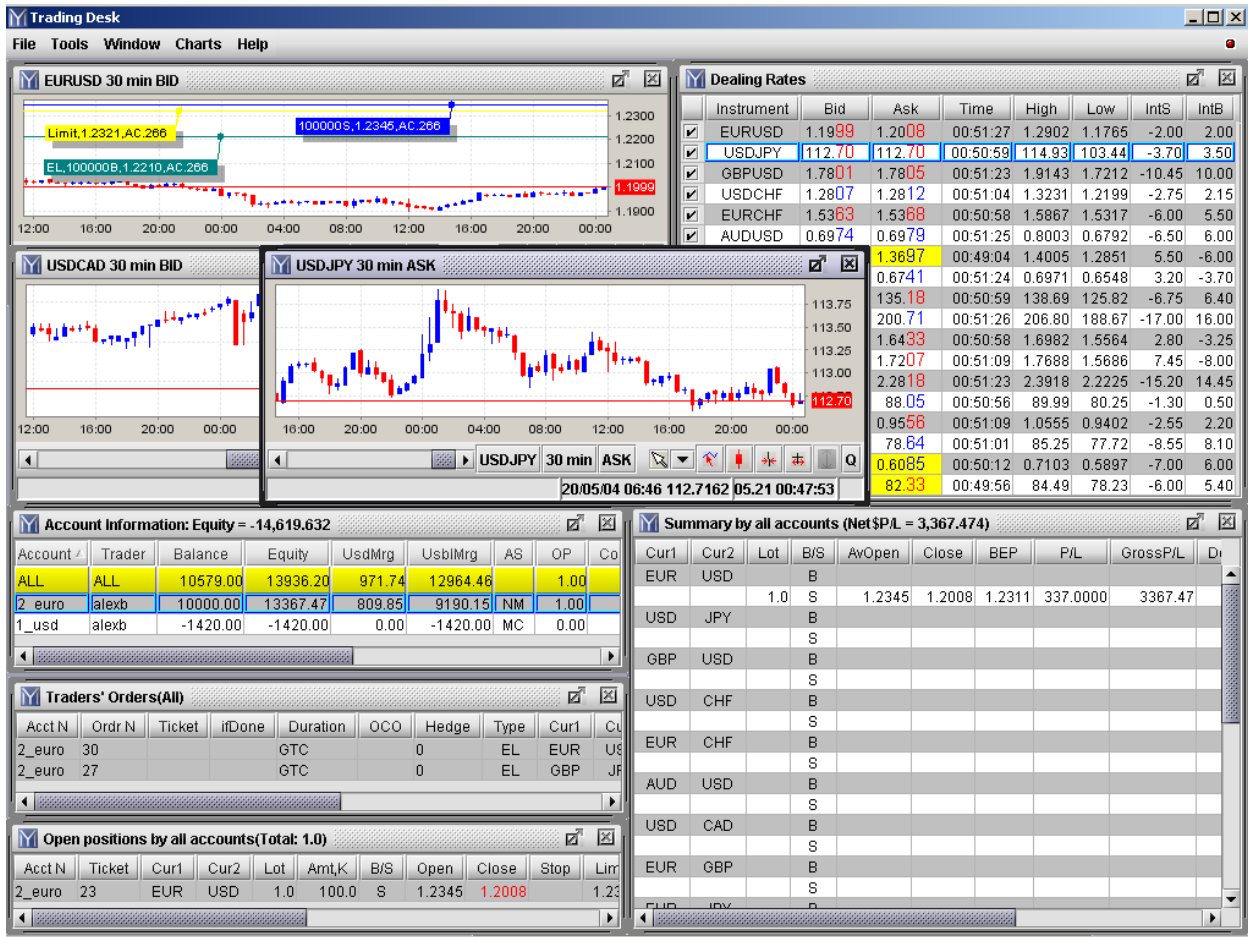 Trading Desk
File Tools Window Charts Help
EURUSD 30 min BID
Limit,1.2321,AC.266
100000S,1.2345,AC.266
EL,100000B,1.2210,AC.266
1.2300
1.2200
1.2100
1.1999
1.1900
12:00 16:00 20:00 00:00 04:00 08:00 12:00 16:00 20:00 00:00
Dealing Rates
Instrument Bid Ask Time High Low IntS IntB
EURUSD 1.1999 1.2008 00:51:27 1.2902 1.1765 -2.00 2.00
USDJPY 112.70 112.70 00:50:59 114.93 103.44 -3.70 3.50
GBPUSD 1.7801 1.7805 00:51:23 1.9143 1.7212 -10.45 10.00
USDCHF 1.2807 1.2812 00:51:04 1.3231 1.2199 -2.75 2.15
EURCHF 1.5363 1.5368 00:50:58 1.5867 1.5317 -6.00 5.50
AUDUSD 0.6974 0.6979 00:51:25 0.8003 0.6792 -6.50 6.00
1.3697 00:49:04 1.4005 1.2851 5.50 -6.00
0.6741 00:51:24 0.6971 0.6548 3.20 -3.70
135.18 00:50:59 138.69 125.82 -6.75 6.40
200.71 00:51:26 206.80 188.67 -17.00 16.00
1.6433 00:50:58 1.6982 1.5564 2.80 -3.25
1.7207 00:51:09 1.7688 1.5686 7.45 -8.00
2.2818 00:51:23 2.3918 2.2225 -15.20 14.45
88.05 00:50:56 89.99 80.25 -1.30 0.50
0.9556 00:51:09 1.0555 0.9402 -2.55 2.20
78.64 00:51:01 85.25 77.72 -8.55 8.10
0.6085 00:50:12 0.7103 0.5897 -7.00 6.00
82.33 00:49:56 84.49 78.23 -6.00 5.40
USDCAD 30 min BID
12:00 16:00 20:00 00:00
USDJPY 30 min ASK
113.75
113.50
113.25
113.00
112.70
16:00 20:00 00:00 04:00 08:00 12:00 16:00 20:00 00:00
USDJPY 30 min ASK Q
20/05/04 06:46 112.7162 05.21 00:47:53
Account Information: Equity = -14,619.632
Account Trader Balance Equity UsdMrg UsblMrg AS OP Co
ALL ALL 10579.00 13936.20 971.74 12964.46 1.00
2_euro alexb 10000.00 13367.47 809.85 9190.15 NM 1.00
1_usd alexb -1420.00 -1420.00 0.00 -1420.00 MC 0.00
Traders' Orders(All)
Acct N Ordr N Ticket ifDone Duration OCO Hedge Type Cur1 Cu
2_euro 30 GTC 0 EL EUR US
2_euro 27 GTC 0 EL GBP JF
Open positions by all accounts(Total: 1.0)
Acct N Ticket Cur1 Cur2 Lot Amt,K B/S Open Close Stop Lim
2_euro 23 EUR USD 1.0 100.0 S 1.2345 1.2008 1.23
Summary by all accounts (Net$P/L = 3,367.474)
Cur1 Cur2 Lot B/S AvOpen Close BEP P/L GrossP/L Di
EUR USD B
1.0 S 1.2345 1.2008 1.2311 337.0000 3367.47
USD JPY B
S
GBP USD B
S
USD CHF B
S
EUR CHF B
S
AUD USD B
S
USD CAD B
S
EUR GBP B
S
EUR JPY B